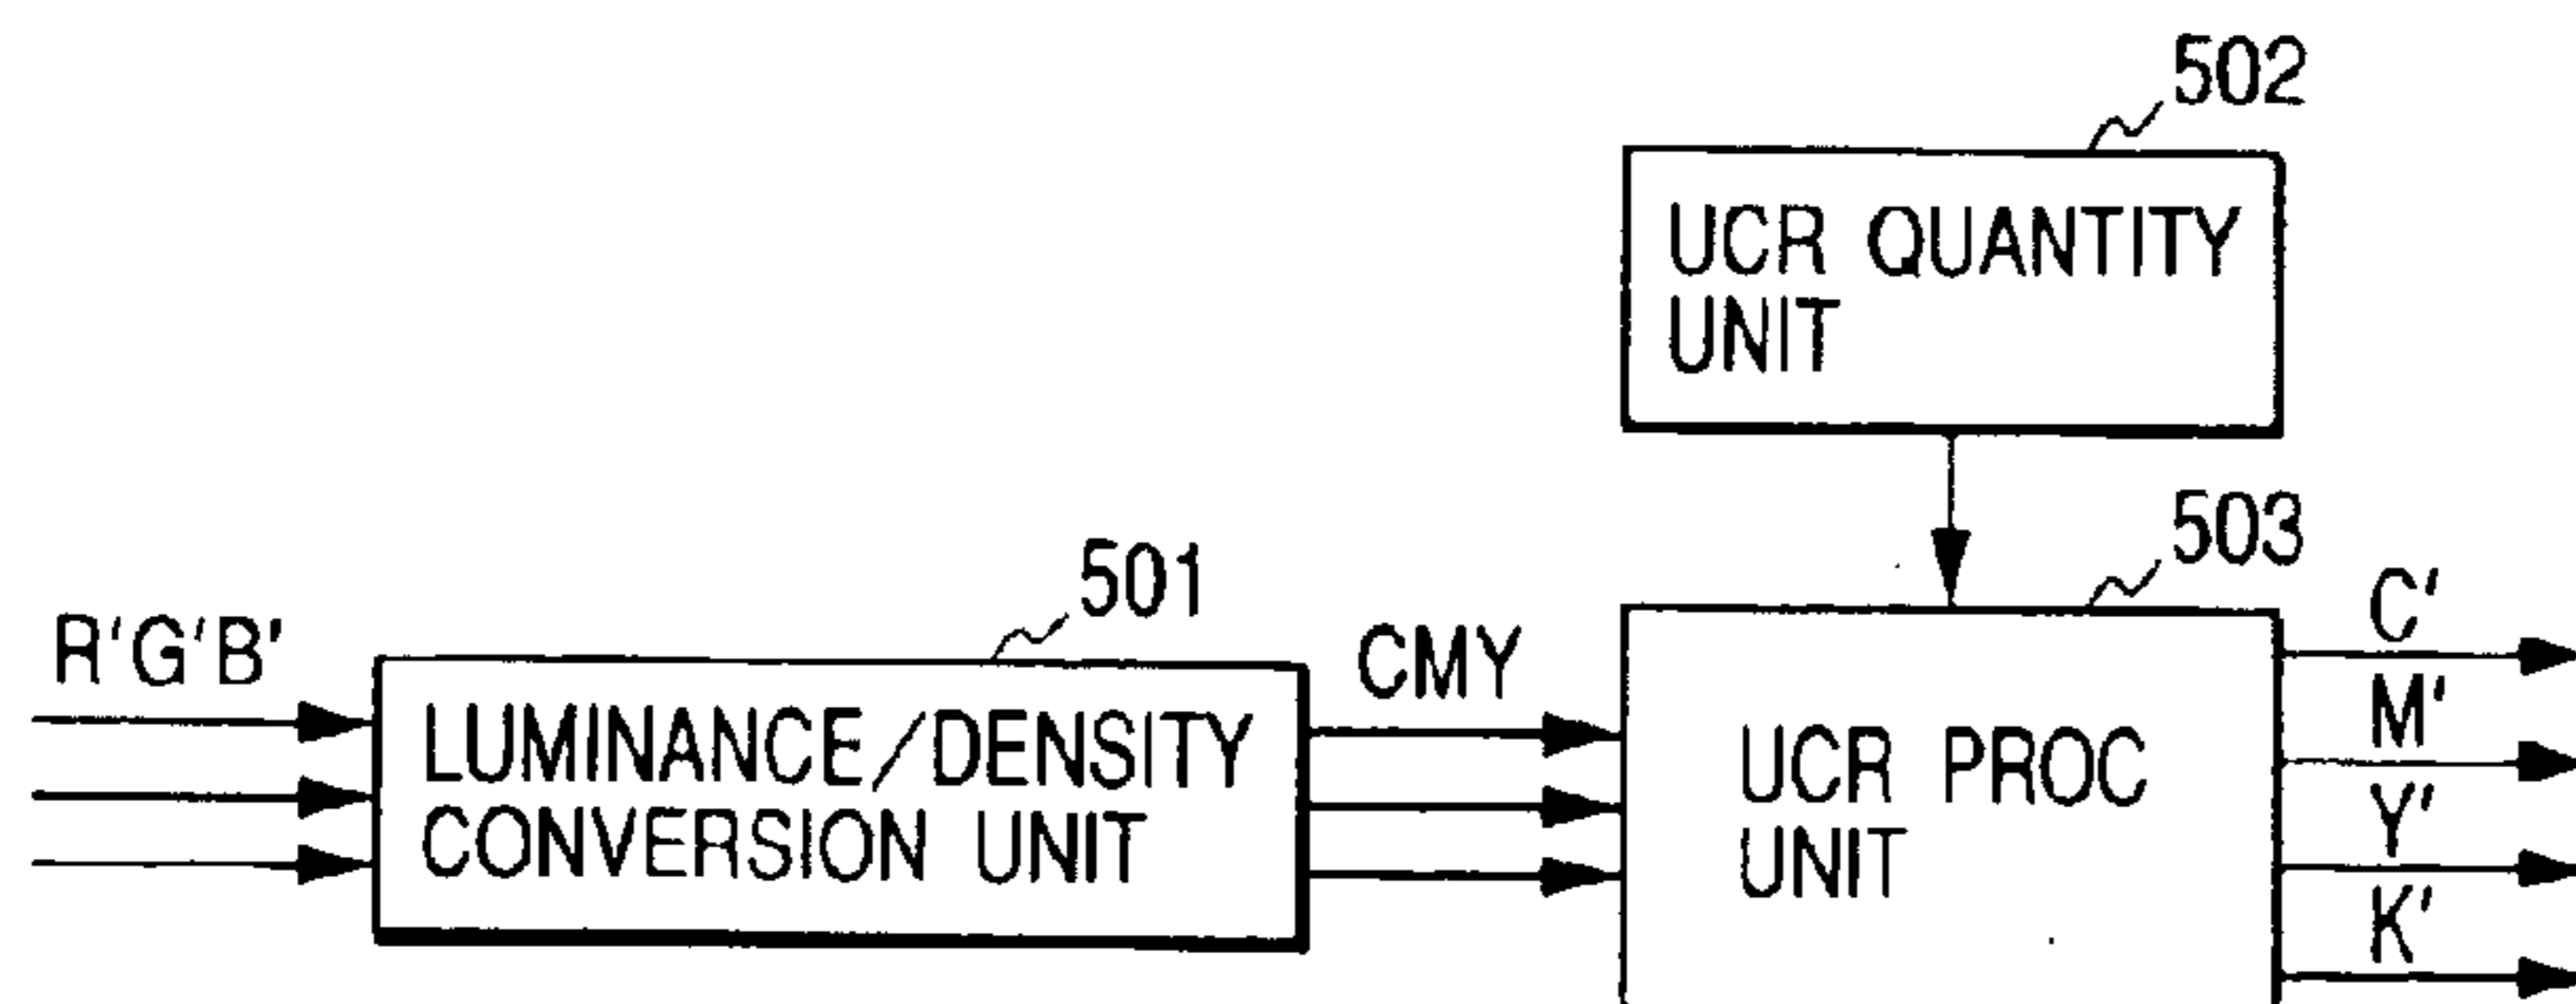 502
UCR QUANTITY
UNIT
501
503
R'G'B'
CMY
C'
LUMINANCE/DENSITY
CONVERSION UNIT
UCR PROC
UNIT
M'
Y'
K'